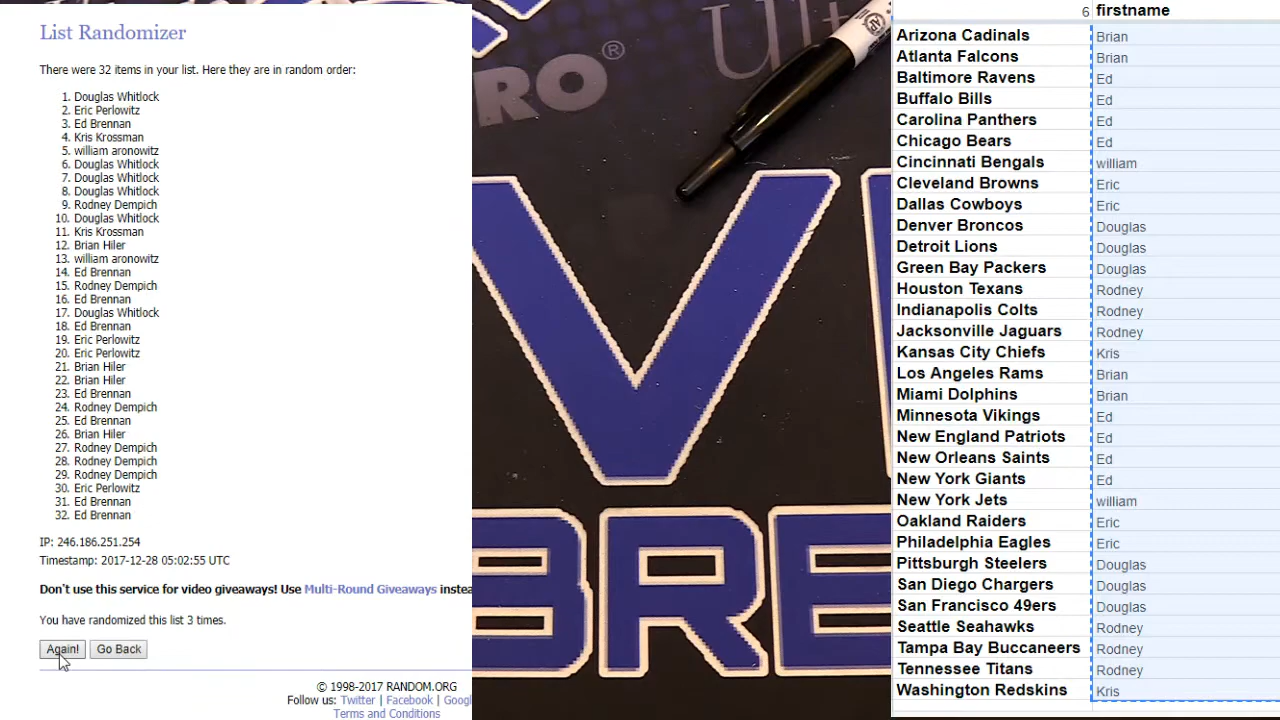 List Randomizer
There were 32 items in your list. Here they are in random order:
1. Douglas Whitlock
2. Eric Perlowitz
3. Ed Brennan
4. Kris Krossman
5. william aronowitz
6. Douglas Whitlock
7. Douglas Whitlock
8. Douglas Whitlock
9. Rodney Dempich
10. Douglas Whitlock
11. Kris Krossman
12. Brian Hiler
13. william aronowitz
14. Ed Brennan
15. Rodney Dempich
16. Ed Brennan
17. Douglas Whitlock
18. Ed Brennan
19. Eric Perlowitz
20. Eric Perlowitz
21. Brian Hiler
22. Brian Hiler
23. Ed Brennan
24. Rodney Dempich
25. Ed Brennan
26. Brian Hiler
27. Rodney Dempich
28. Rodney Dempich
29. Rodney Dempich
30. Eric Perlowitz
31. Ed Brennan
32. Ed Brennan
IP: 246.186.251.254
Timestamp: 2017-12-28 05:02:55 UTC
Don't use this service for video giveaways! Use Multi-Round Giveaways instea
You have randomized this list 3 times.
Again! Go Back
© 1998-2017 RANDOM.ORG
Follow us: Twitter | Facebook | Googl
Terms and Conditions
RO® Ul
V
BRE
6 firstname
Arizona Cadinals Brian
Atlanta Falcons Brian
Baltimore Ravens Ed
Buffalo Bills Ed
Carolina Panthers Ed
Chicago Bears Ed
Cincinnati Bengals william
Cleveland Browns Eric
Dallas Cowboys Eric
Denver Broncos Douglas
Detroit Lions Douglas
Green Bay Packers Douglas
Houston Texans Rodney
Indianapolis Colts Rodney
Jacksonville Jaguars Rodney
Kansas City Chiefs Kris
Los Angeles Rams Brian
Miami Dolphins Brian
Minnesota Vikings Ed
New England Patriots Ed
New Orleans Saints Ed
New York Giants Ed
New York Jets william
Oakland Raiders Eric
Philadelphia Eagles Eric
Pittsburgh Steelers Douglas
San Diego Chargers Douglas
San Francisco 49ers Douglas
Seattle Seahawks Rodney
Tampa Bay Buccaneers Rodney
Tennessee Titans Rodney
Washington Redskins Kris